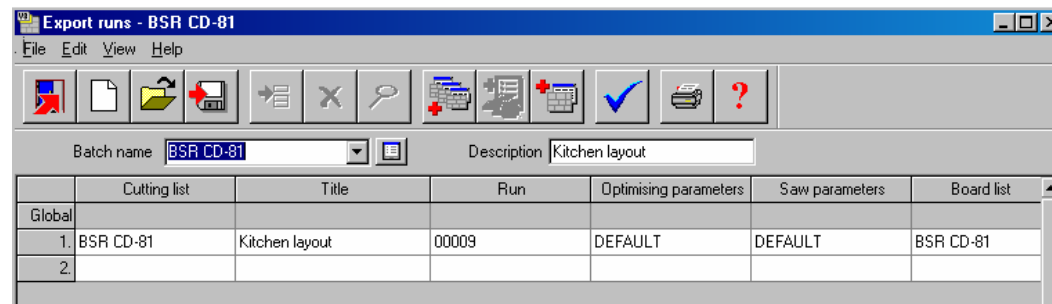 Export runs - BSR CD-81
File Edit View Help
?
Batch name BSR CD-81 Description Kitchen layout
Cutting list Title Run Optimising parameters Saw parameters Board list
Global
1. BSR CD-81 Kitchen layout 00009 DEFAULT DEFAULT BSR CD-81
2.